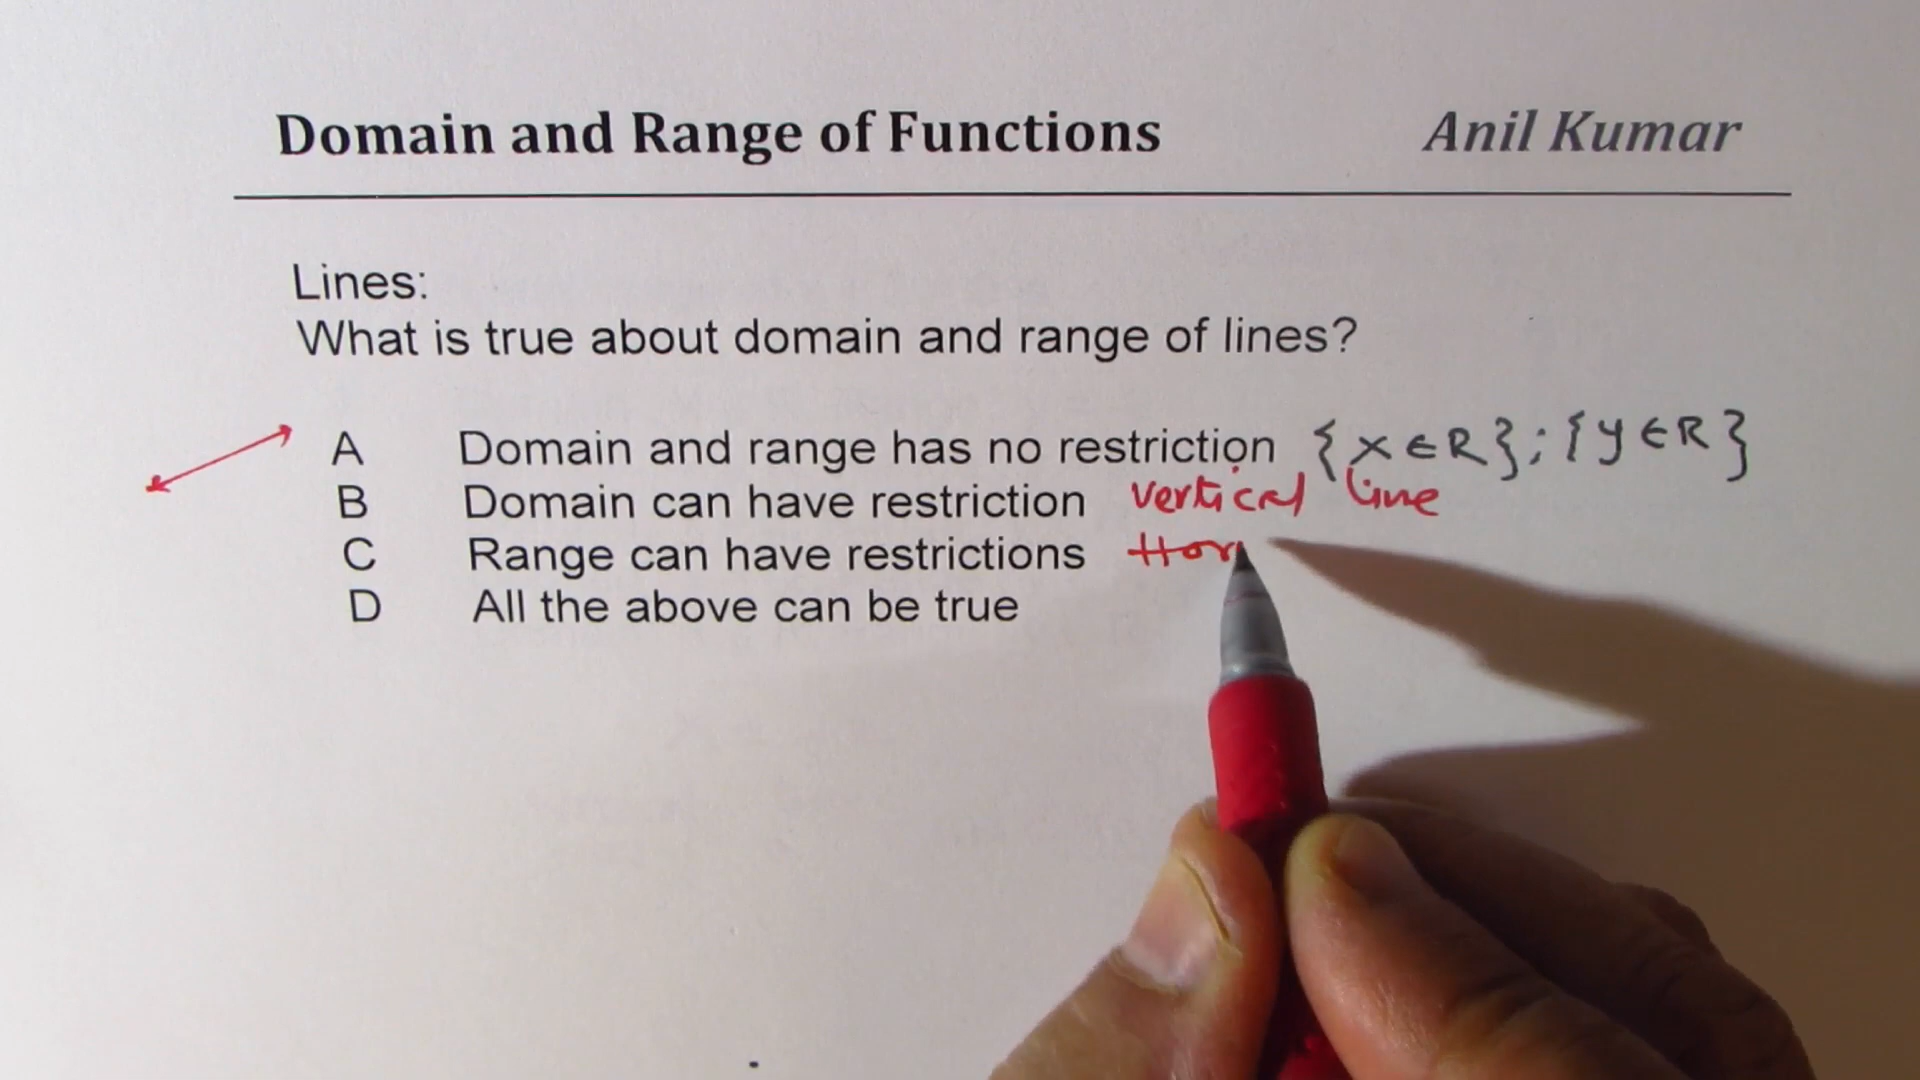 Domain and Range of Functions Anil Kumar
Lines:
What is true about domain and range of lines?
A Domain and range has no restriction {x∈R};{y∈R}
B Domain can have restriction vertical line
C Range can have restrictions Hor
D All the above can be true